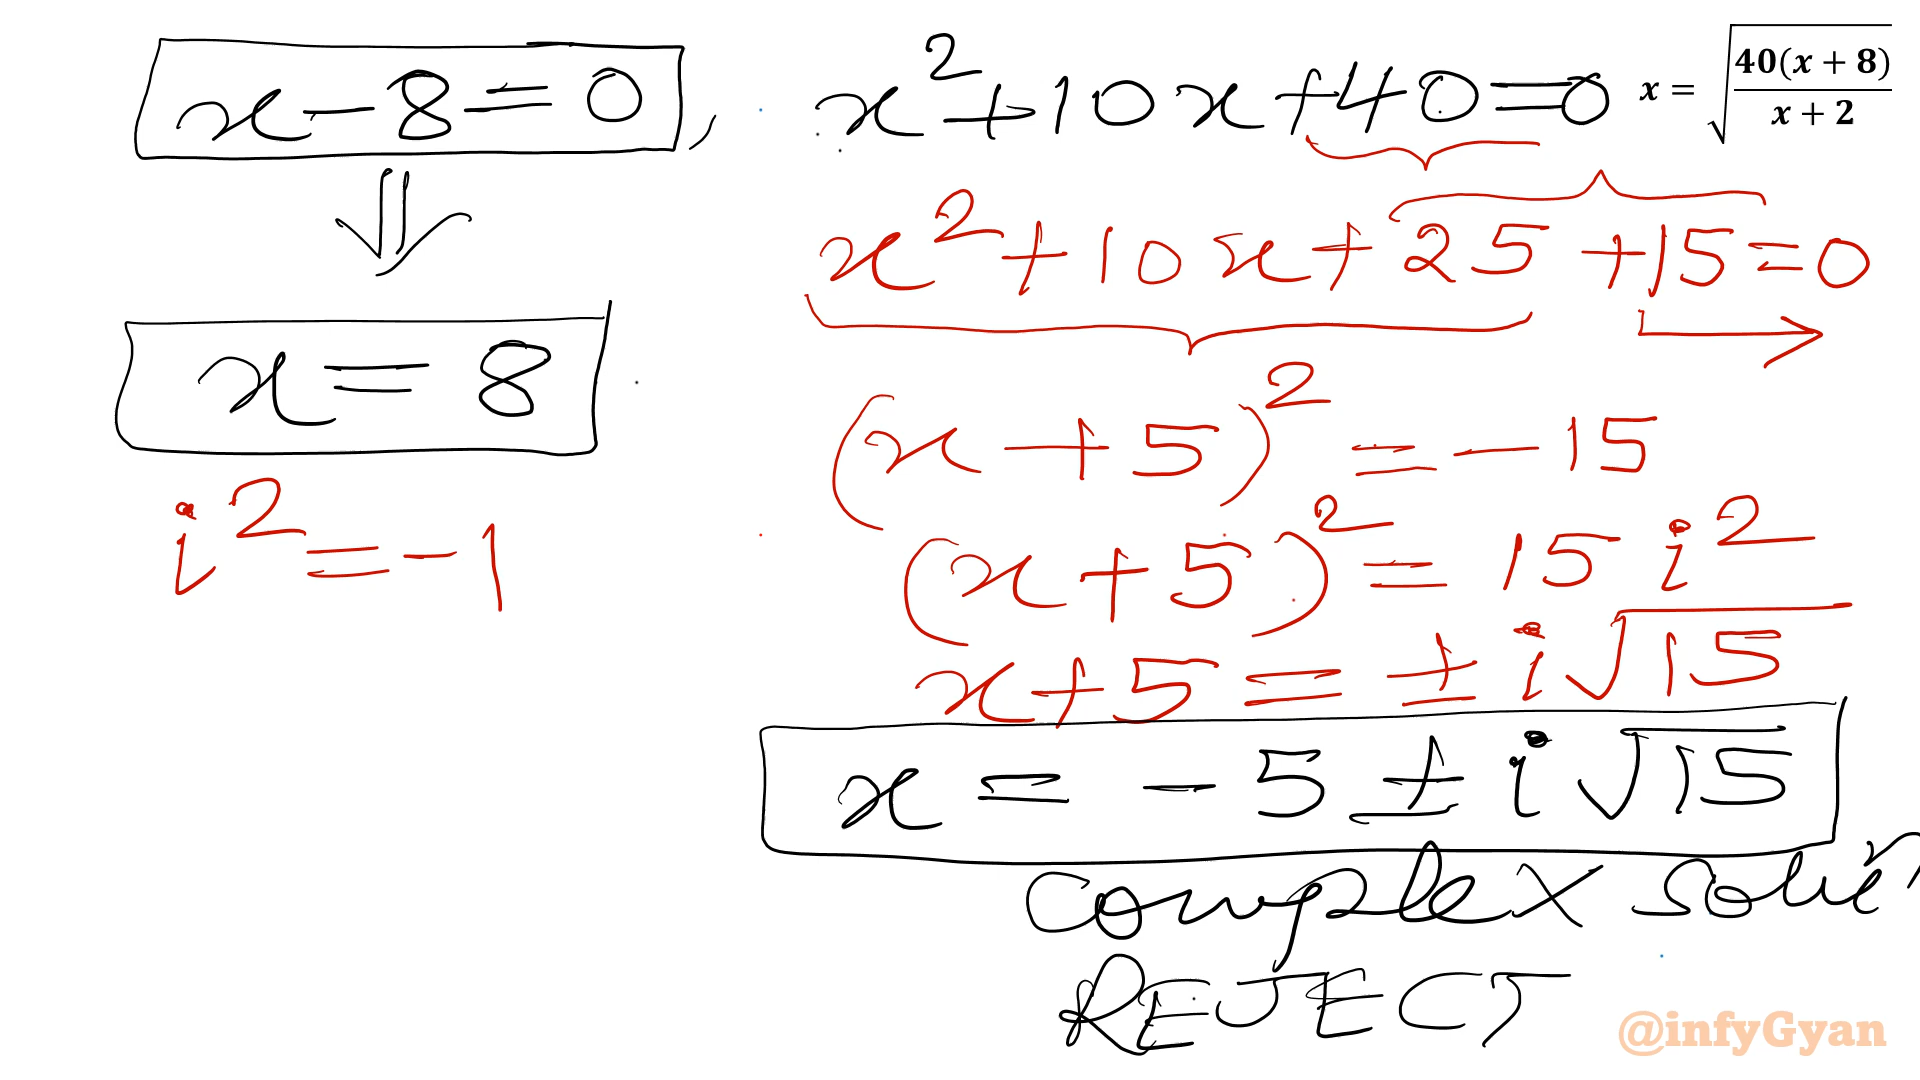 x - 8 = 0, x² + 10x + 40 = 0
x = √(40(x + 8)/(x + 2))
x² + 10x + 25 + 15 = 0
x = 8
(x + 5)² = -15
i² = -1
(x + 5)² = 15 i²
x + 5 = ± i√15
x = - 5 ± i√15
complex soluⁿ
REJECT
@infyGyan